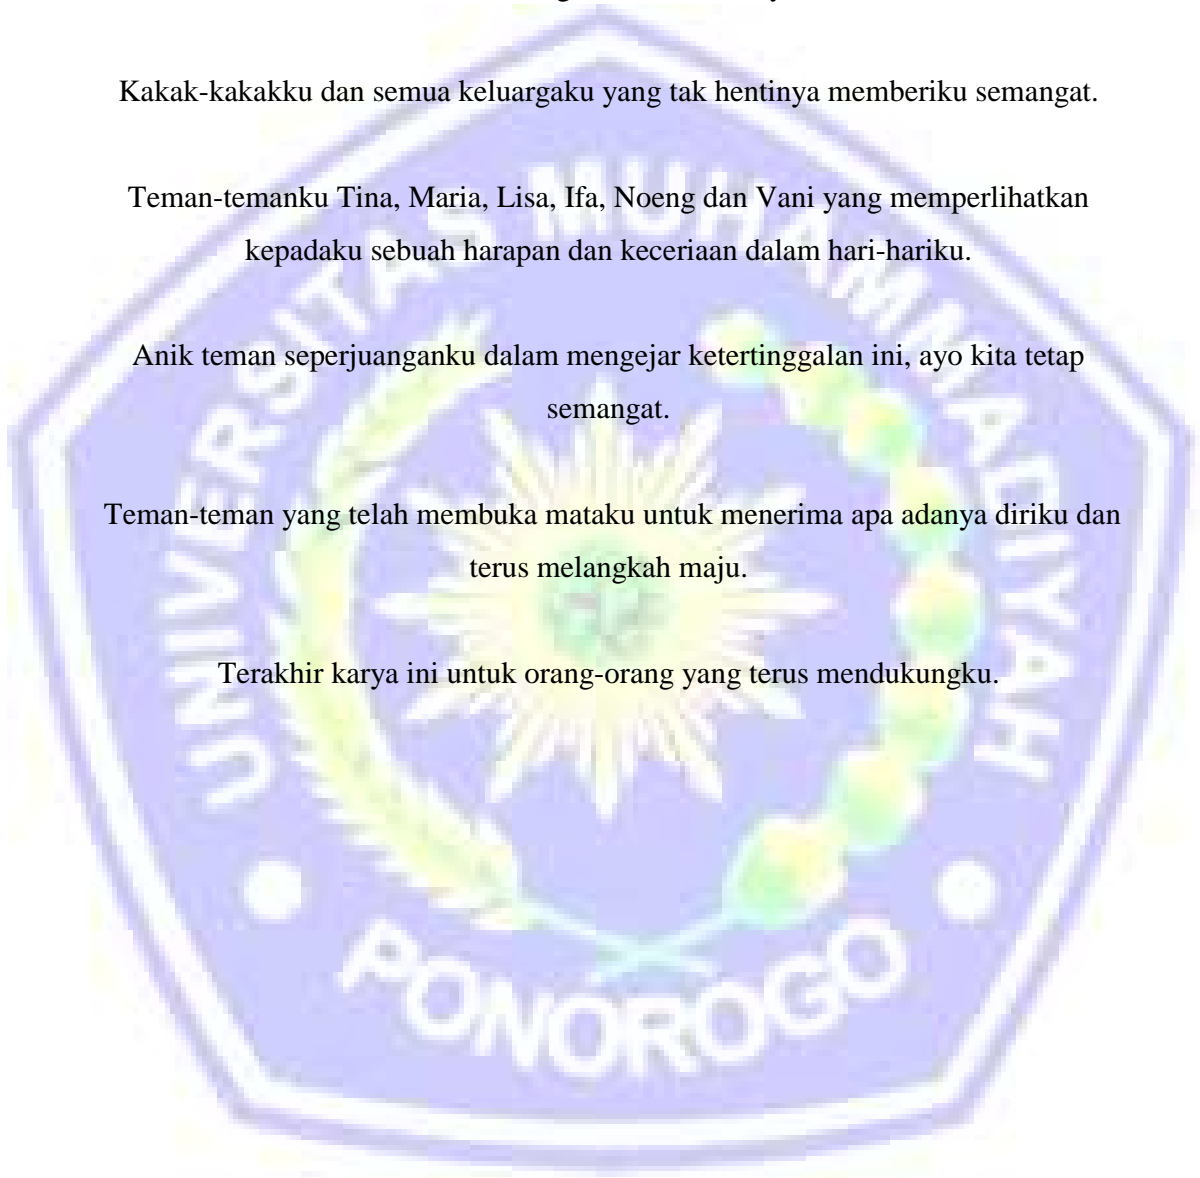 Kakak-kakakku dan semua keluargaku yang tak hentinya memberiku semangat.
Teman-temanku Tina, Maria, Lisa, Ifa, Noeng dan Vani yang memperlihatkan
kepadaku sebuah harapan dan keceriaan dalam hari-hariku.
Anik teman seperjuanganku dalam mengejar ketertinggalan ini, ayo kita tetap
semangat.
Teman-teman yang telah membuka mataku untuk menerima apa adanya diriku dan
terus melangkah maju.
Terakhir karya ini untuk orang-orang yang terus mendukungku.
UNIVERSITAS MUHAMMADIYAH
PONOROGO